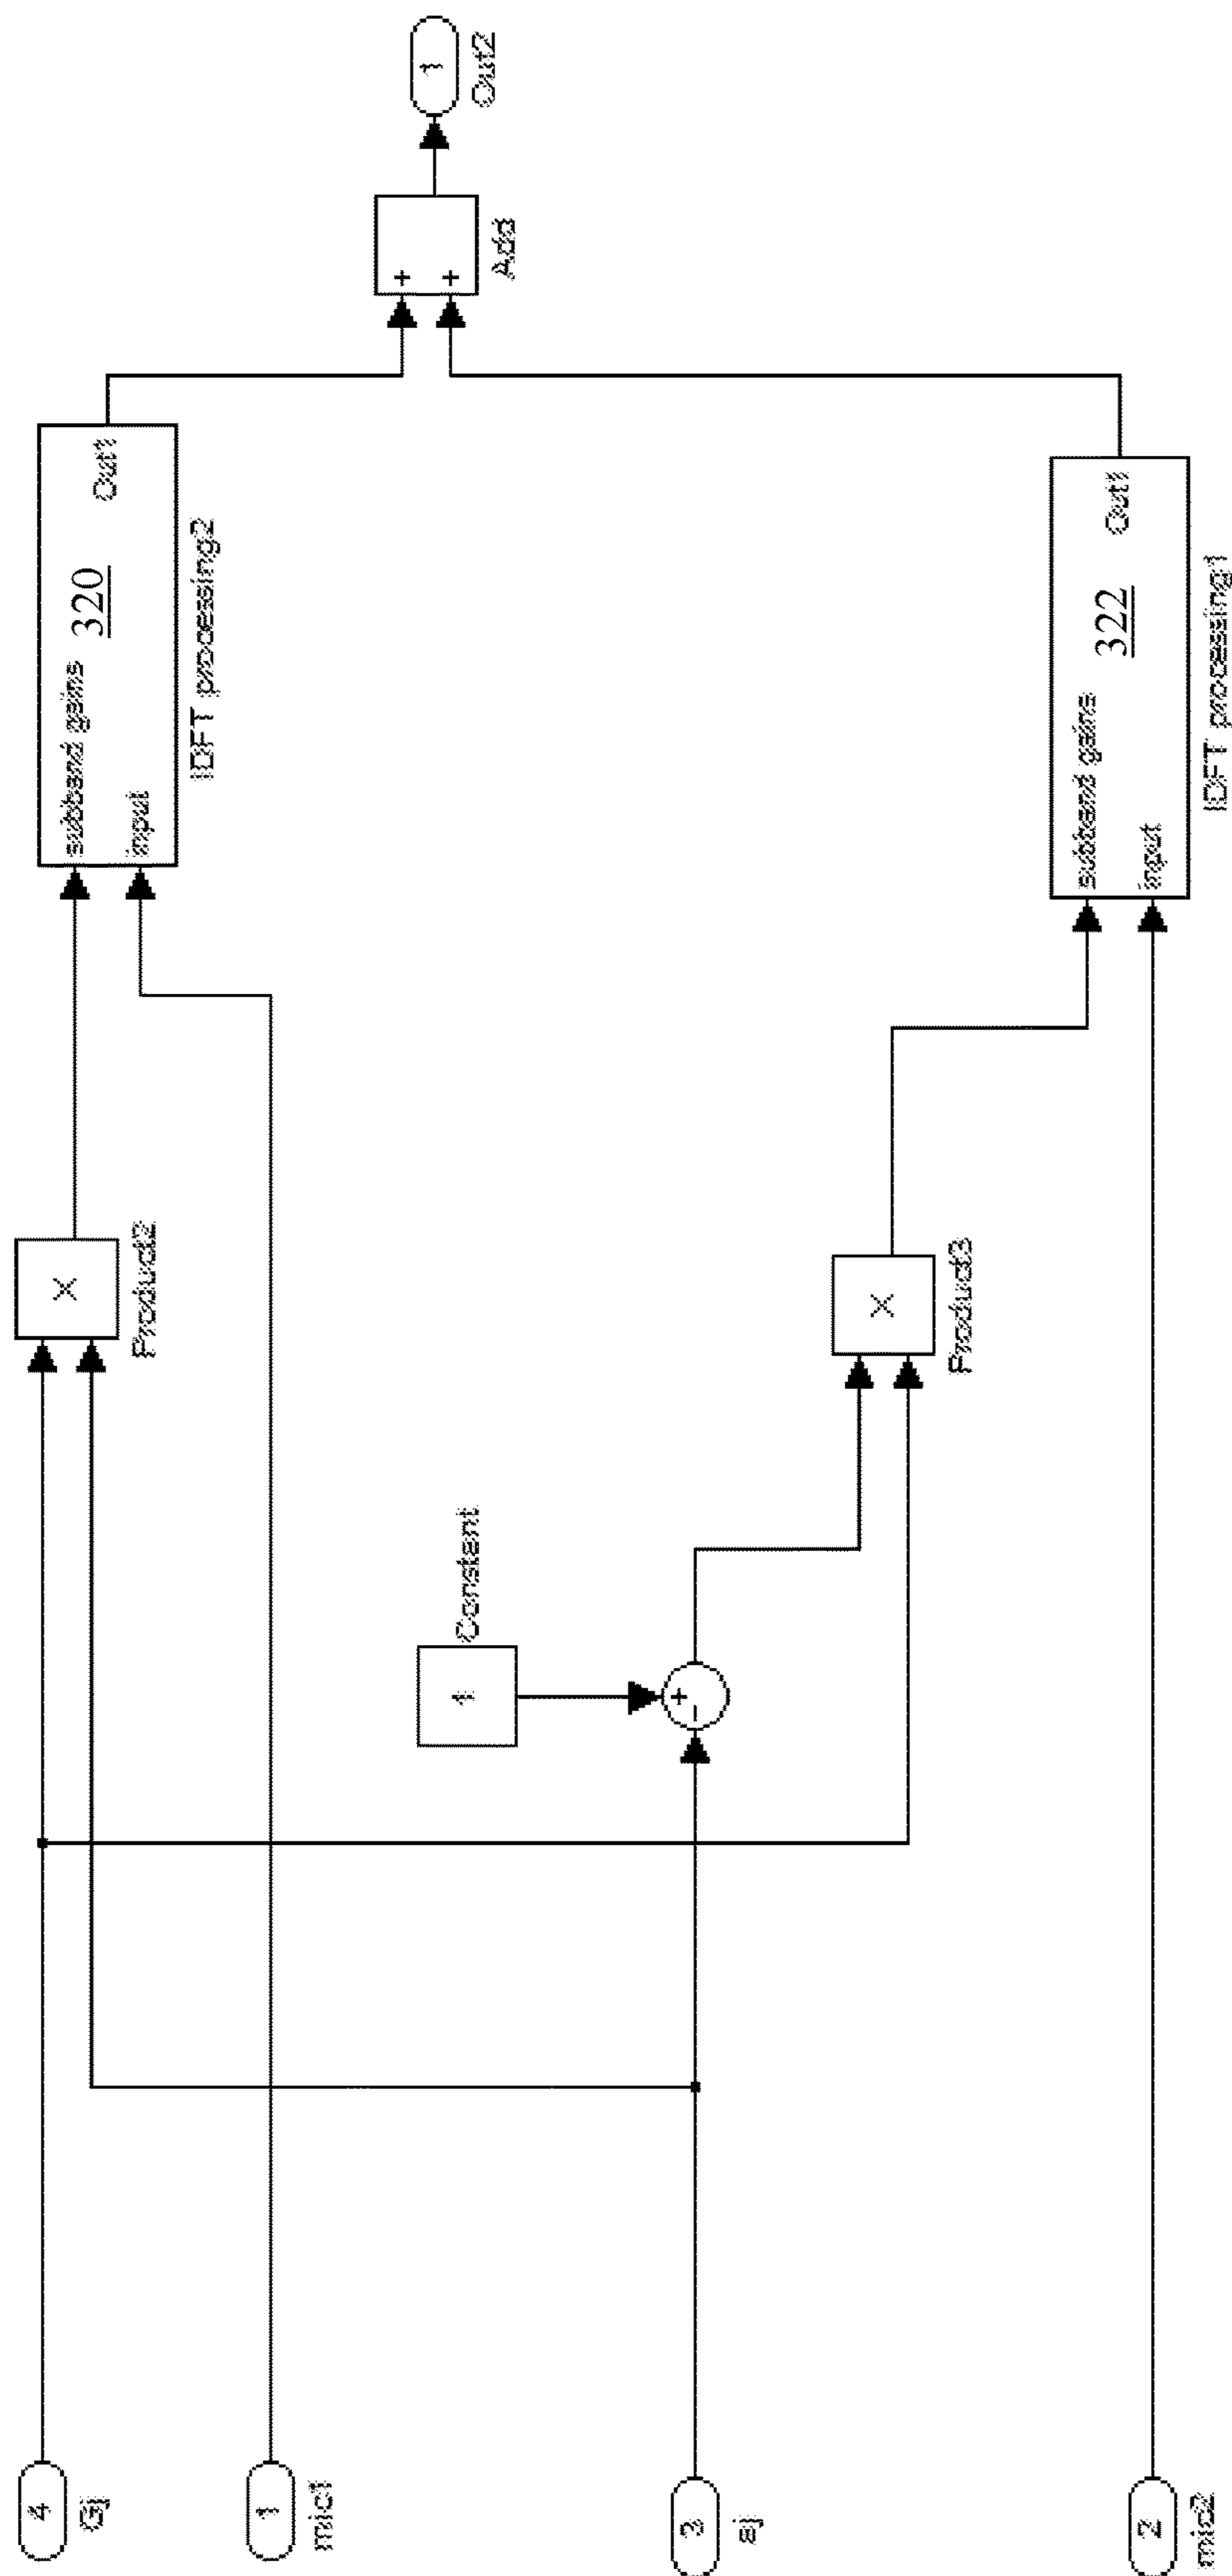 4
Gj
1
mic1
3
aj
2
mic2
1
Constant
+
−
X
Product2
X
Product3
subband gains
320
input
Out1
IDFT processing2
subband gains
322
input
Out1
IDFT processing1
+
+
Add
1
Out2